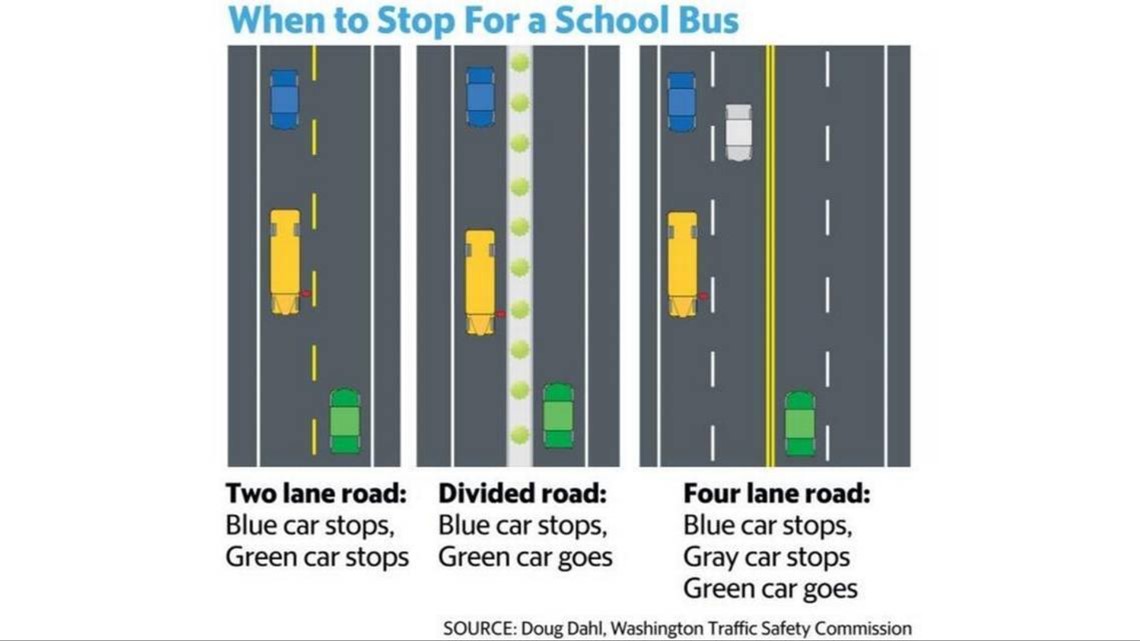 When to Stop For a School Bus
Two lane road:
Blue car stops,
Green car stops
Divided road:
Blue car stops,
Green car goes
Four lane road:
Blue car stops,
Gray car stops
Green car goes
SOURCE: Doug Dahl, Washington Traffic Safety Commission